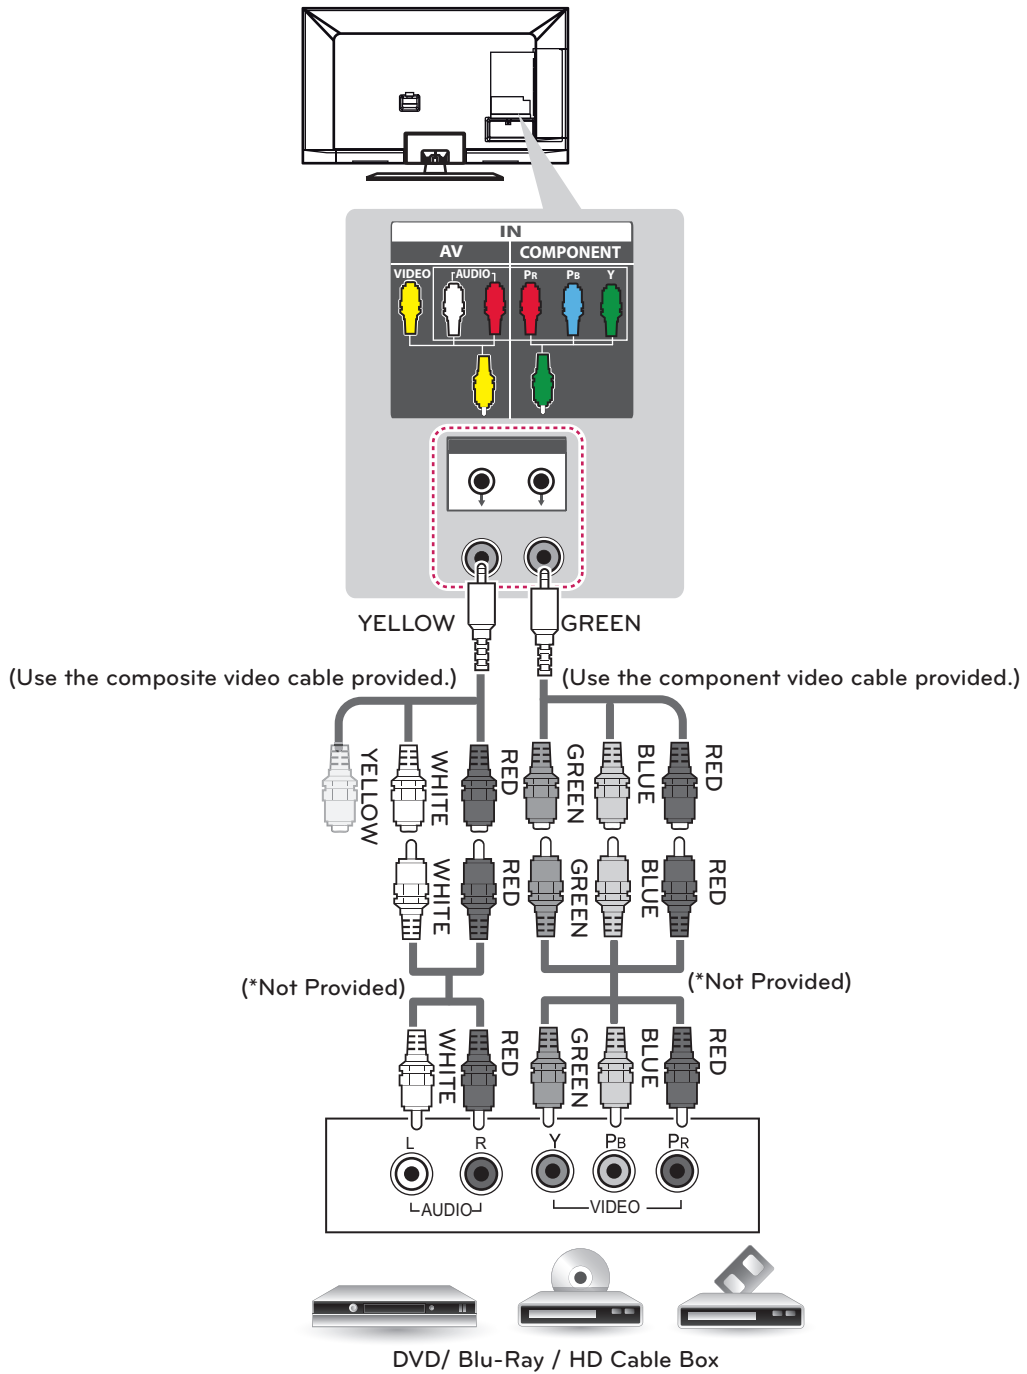 IN
AV COMPONENT
VIDEO AUDIO PR PB Y
YELLOW GREEN
(Use the composite video cable provided.) (Use the component video cable provided.)
YELLOW WHITE RED GREEN BLUE RED
WHITE RED GREEN BLUE RED
(*Not Provided) (*Not Provided)
WHITE RED GREEN BLUE RED
L R Y PB PR
AUDIO VIDEO
DVD/ Blu-Ray / HD Cable Box